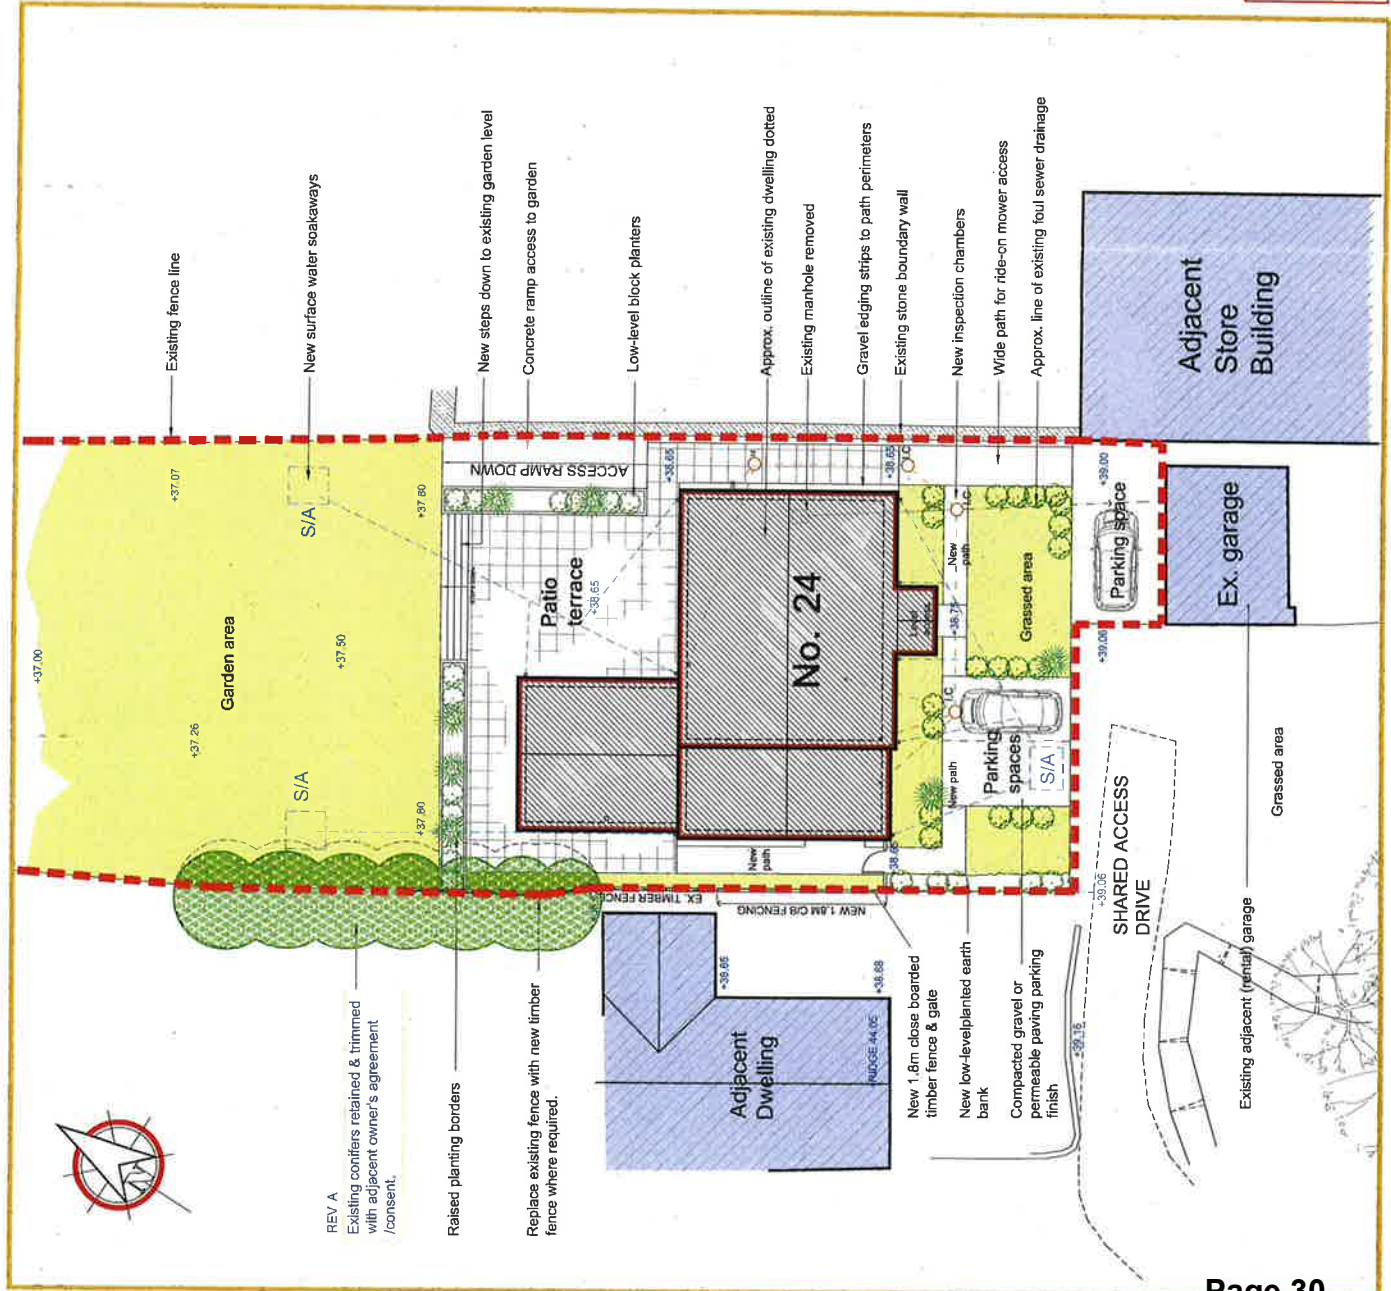 Existing fence line
New surface water soakaways
New steps down to existing garden level
Concrete ramp access to garden
Low-level block planters
Approx. outline of existing dwelling dotted
Existing manhole removed
Gravel edging strips to path perimeters
Existing stone boundary wall
New inspection chambers
Wide path for ride-on mower access
Approx. line of existing foul sewer drainage
Adjacent
Store
Building
+37.00
+37.07
+37.26
+37.50
+37.80
+37.80
Garden area
S/A
S/A
ACCESS RAMP DOWN
+38.65
+38.65
Patio
terrace
+38.65
No. 24
I.C
I.C
I.C
Level
access
+38.75
New
path
Grassed area
+39.00
Parking space
Ex. garage
+39.06
New path
Parking
spaces
S/A
New
path
38.65
EX. TIMBER FENCE
NEW 1.8M C/B FENCING
+38.65
+38.68
RIDGE 44.05
Adjacent
Dwelling
+39.06
SHARED ACCESS
DRIVE
+39.16
Grassed area
Existing adjacent (rental) garage
REV A
Existing conifers retained & trimmed
with adjacent owner's agreement
/consent.
Raised planting borders
Replace existing fence with new timber
fence where required.
New 1.8m close boarded
timber fence & gate
New low-levelplanted earth
bank
Compacted gravel or
permeable paving parking
finish
N
Page 30